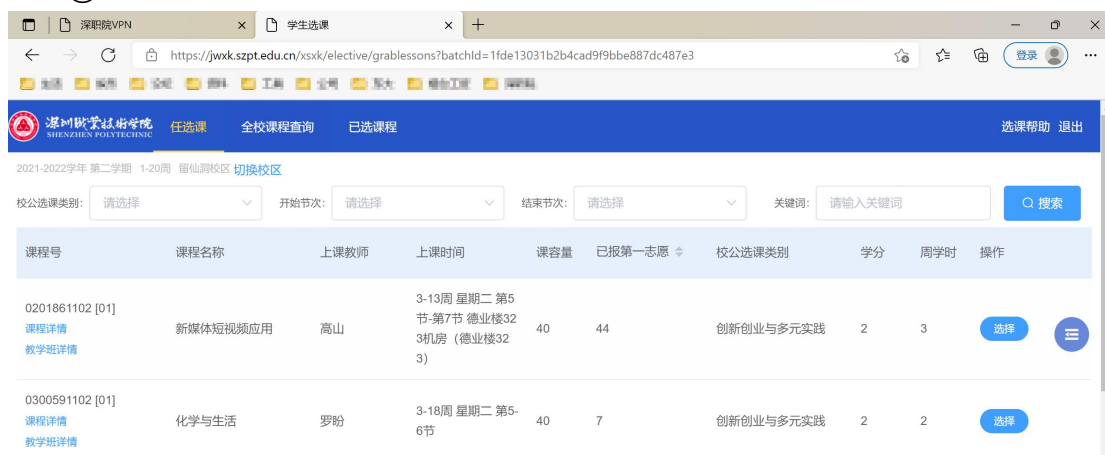 深职院VPN
学生选课
https://jwxk.szpt.edu.cn/xsxk/elective/grablessons?batchId=1fde13031b2b4cad9f9bbe887dc487e3
登录
深圳职业技术学院
SHENZHEN POLYTECHNIC
任选课 全校课程查询 已选课程
选课帮助 退出
2021-2022学年 第二学期 1-20周 留仙洞校区 切换校区
校公选课类别: 请选择 开始节次: 请选择 结束节次: 请选择 关键词: 请输入关键词 搜索
课程号 课程名称 上课教师 上课时间 课容量 已报第一志愿 校公选课类别 学分 周学时 操作
0201861102 [01]
课程详情
教学班详情
新媒体短视频应用
高山
3-13周 星期二 第5
节-第7节 德业楼32
3机房（德业楼32
3)
40
44
创新创业与多元实践
2
3
选择
0300591102 [01]
课程详情
教学班详情
化学与生活
罗盼
3-18周 星期二 第5-
6节
40
7
创新创业与多元实践
2
2
选择